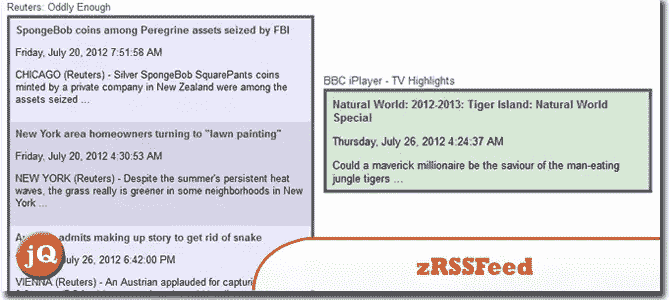 Reuters: Oddly Enough
SpongeBob coins among Peregrine assets seized by FBI
Friday, July 20, 2012 7:51:58 AM
CHICAGO (Reuters) - Silver SpongeBob SquarePants coins
minted by a private company in New Zealand were among the
assets seized ...
New York area homeowners turning to "lawn painting"
Friday, July 20, 2012 4:30:53 AM
NEW YORK (Reuters) - Despite the summer's persistent heat
waves, the grass really is greener in some neighborhoods in New
York ...
admits making up story to get rid of snake
July 26, 2012 6:42:00 PM
VIENNA (Reuters) - An Austrian applauded for
BBC iPlayer - TV Highlights
Natural World: 2012-2013: Tiger Island: Natural World
Special
Thursday, July 26, 2012 4:24:37 AM
Could a maverick millionaire be the saviour of the man-eating
jungle tigers ...
jQ
zRSSFeed